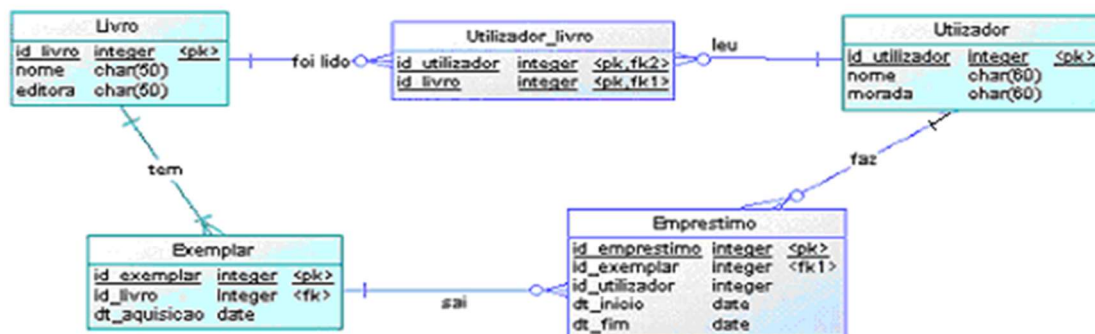 Livro
id_livro integer <pk>
nome char(50)
editora char(50)
foi lido
Utilizador_livro
id_utilizador integer <pk,fk2>
id_livro integer <pk,fk1>
leu
Utiizador
id_utilizador integer <pk>
nome char(60)
morada char(60)
tem
faz
Exemplar
id_exemplar integer <pk>
id_livro integer <fk>
dt_aquisicao date
sai
Emprestimo
id_emprestimo integer <pk>
id_exemplar integer <fk1>
id_utilizador integer
dt_inicio date
dt_fim date